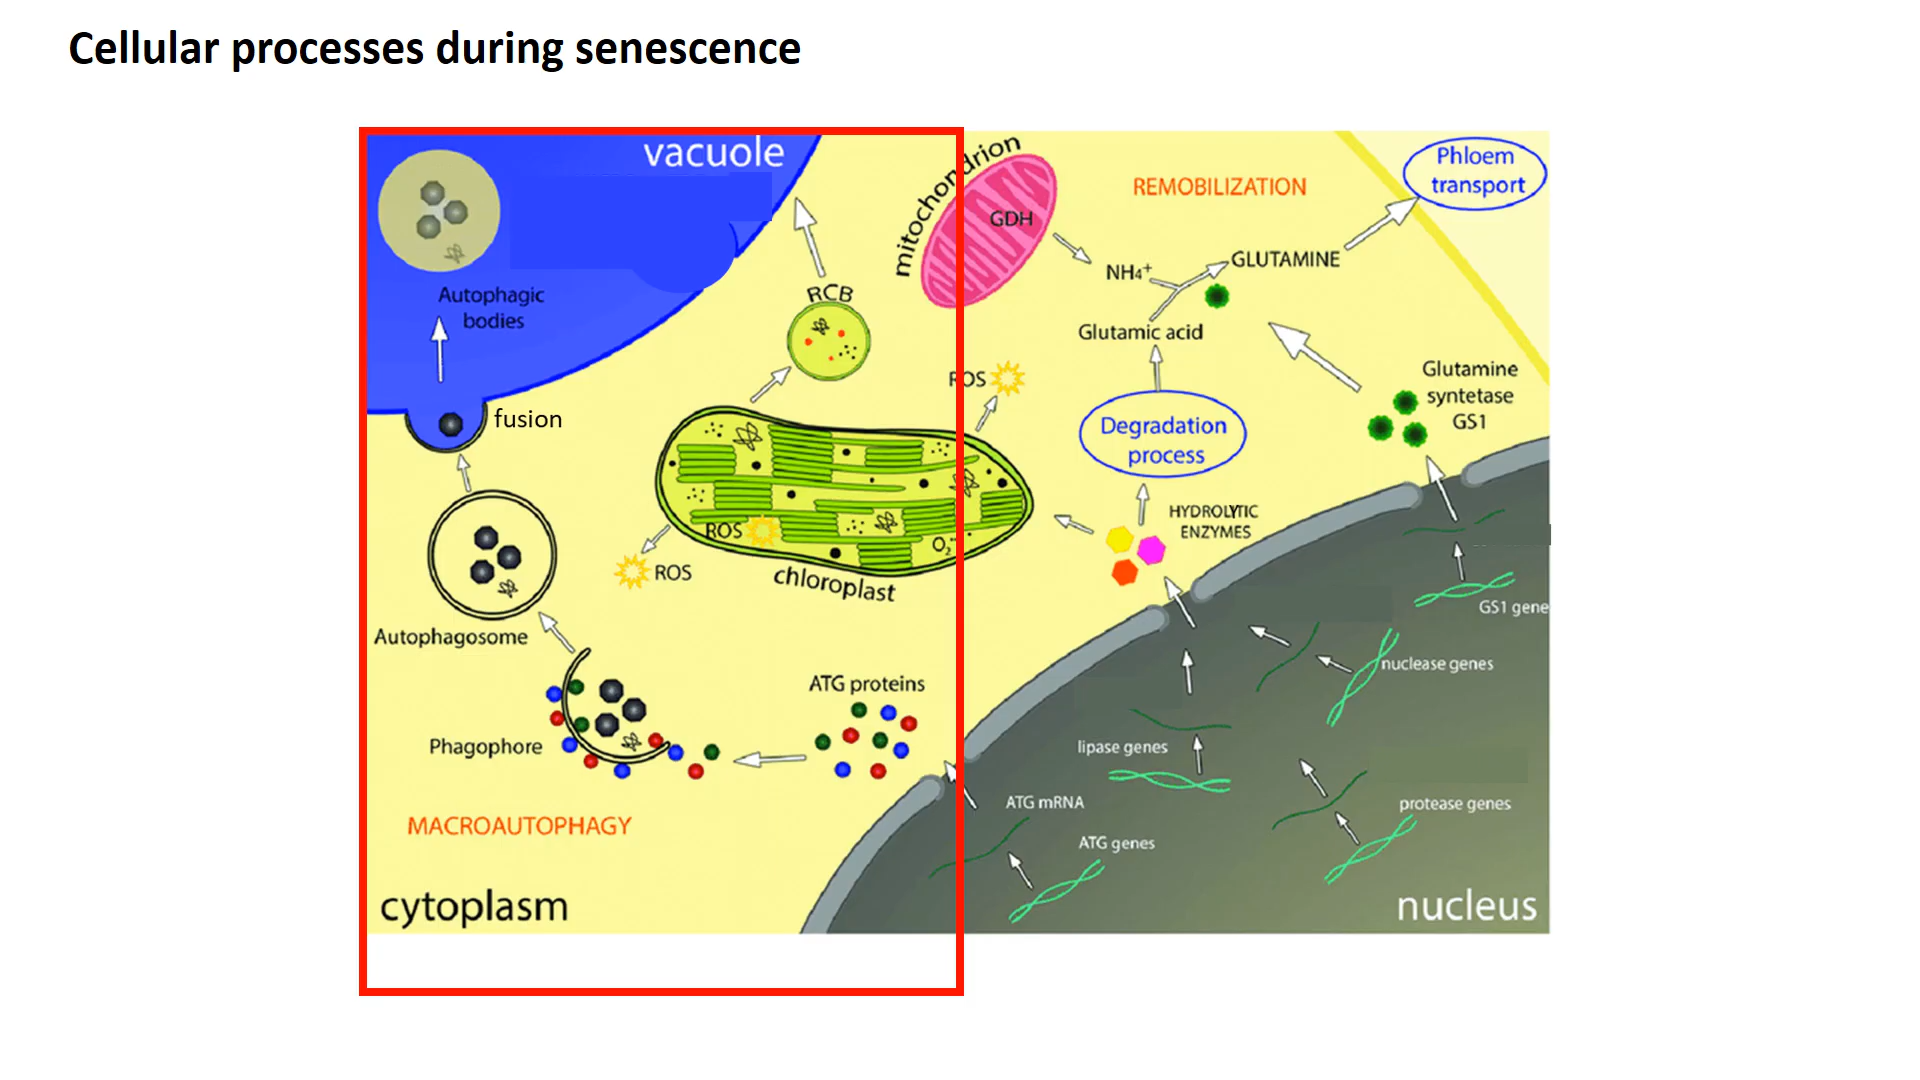 Cellular processes during senescence
vacuole
Autophagic
bodies
fusion
Autophagosome
Phagophore
MACROAUTOPHAGY
cytoplasm
RCB
ROS
ROS
O₂⁻
chloroplast
ATG proteins
mitochondrion
GDH
ROS
REMOBILIZATION
Phloem
transport
NH₄⁺
GLUTAMINE
Glutamic acid
Glutamine
syntetase
GS1
Degradation
process
HYDROLYTIC
ENZYMES
GS1 gene
nuclease genes
lipase genes
ATG mRNA
ATG genes
protease genes
nucleus